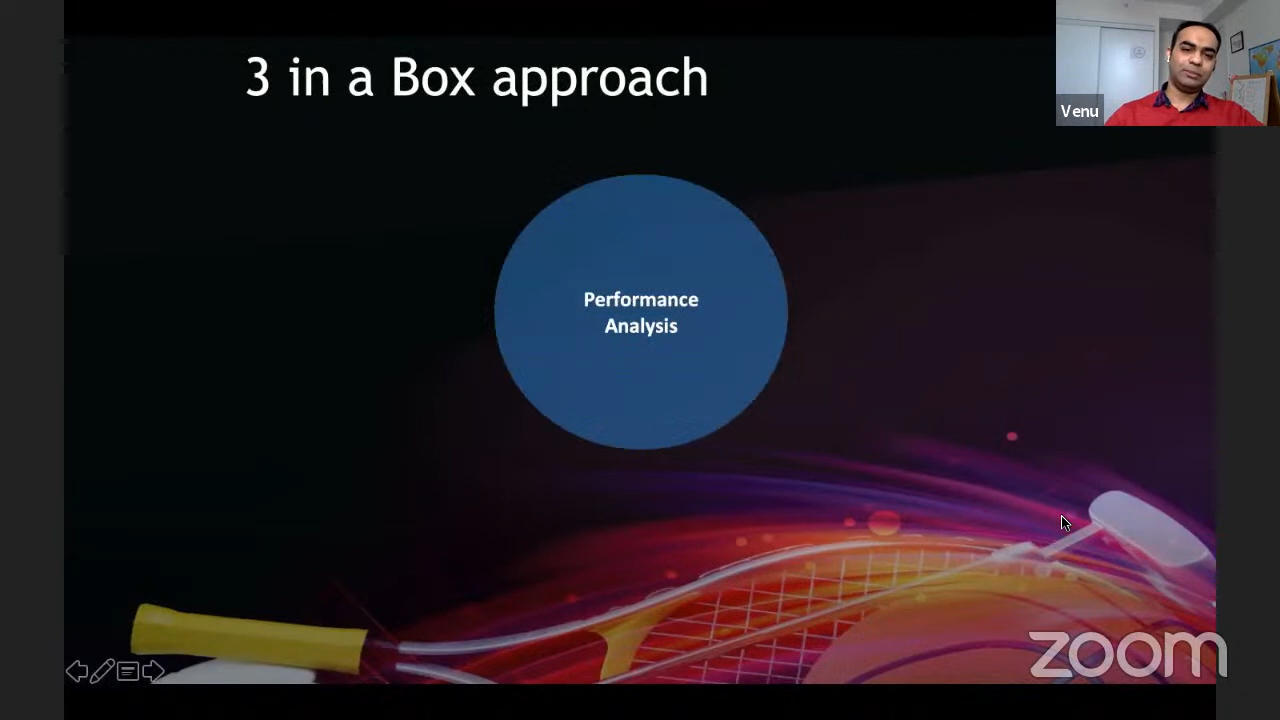 3 in a Box approach
Venu
Performance
Analysis
zoom